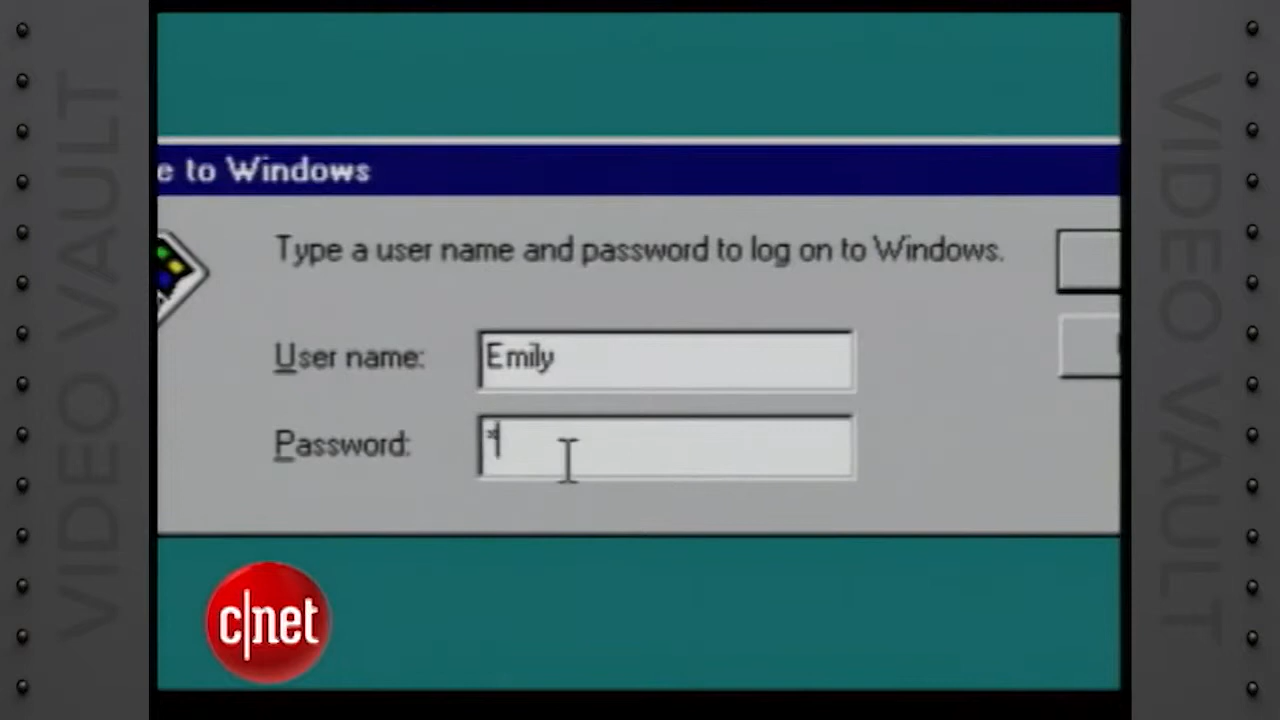 e to Windows
Type a user name and password to log on to Windows.
User name: Emily
Password: *
c|net
VIDEO VAULT
VIDEO VAULT